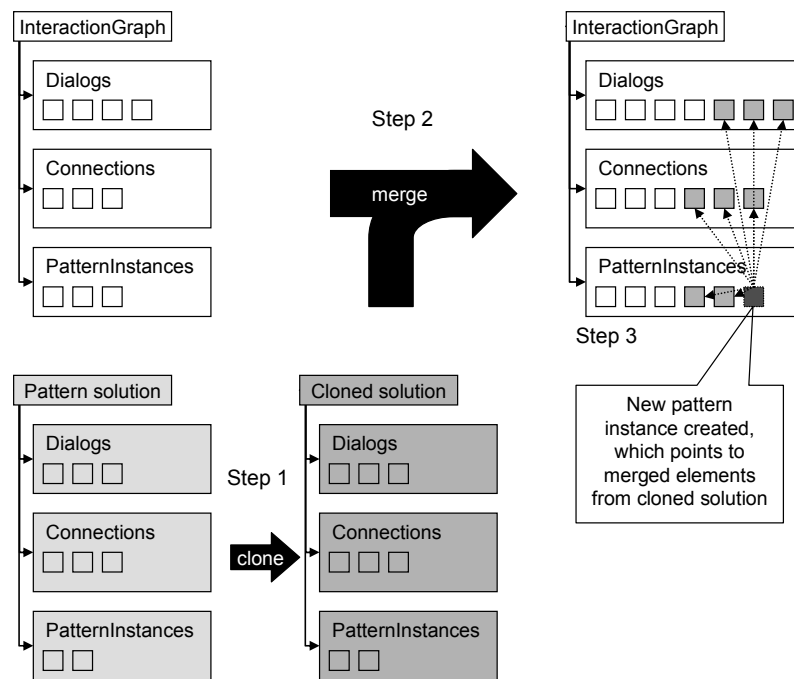 InteractionGraph
Dialogs
Connections
PatternInstances
Step 2
merge
InteractionGraph
Dialogs
Connections
PatternInstances
Step 3
New pattern
instance created,
which points to
merged elements
from cloned solution
Pattern solution
Dialogs
Connections
PatternInstances
Step 1
clone
Cloned solution
Dialogs
Connections
PatternInstances